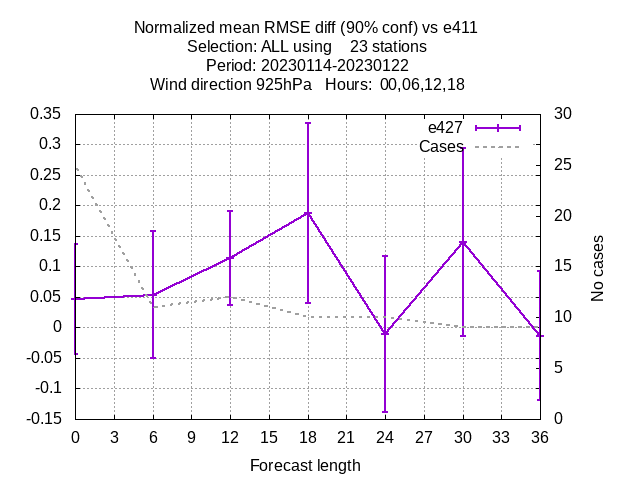 Normalized mean RMSE diff (90% conf) vs e411
Selection: ALL using    23 stations
Period: 20230114-20230122
Wind direction 925hPa   Hours:  00,06,12,18
0.35
0.3
0.25
0.2
0.15
0.1
0.05
0
-0.05
-0.1
-0.15
30
25
20
15
10
5
0
e427
Cases
No cases
0 3 6 9 12 15 18 21 24 27 30 33 36
Forecast length